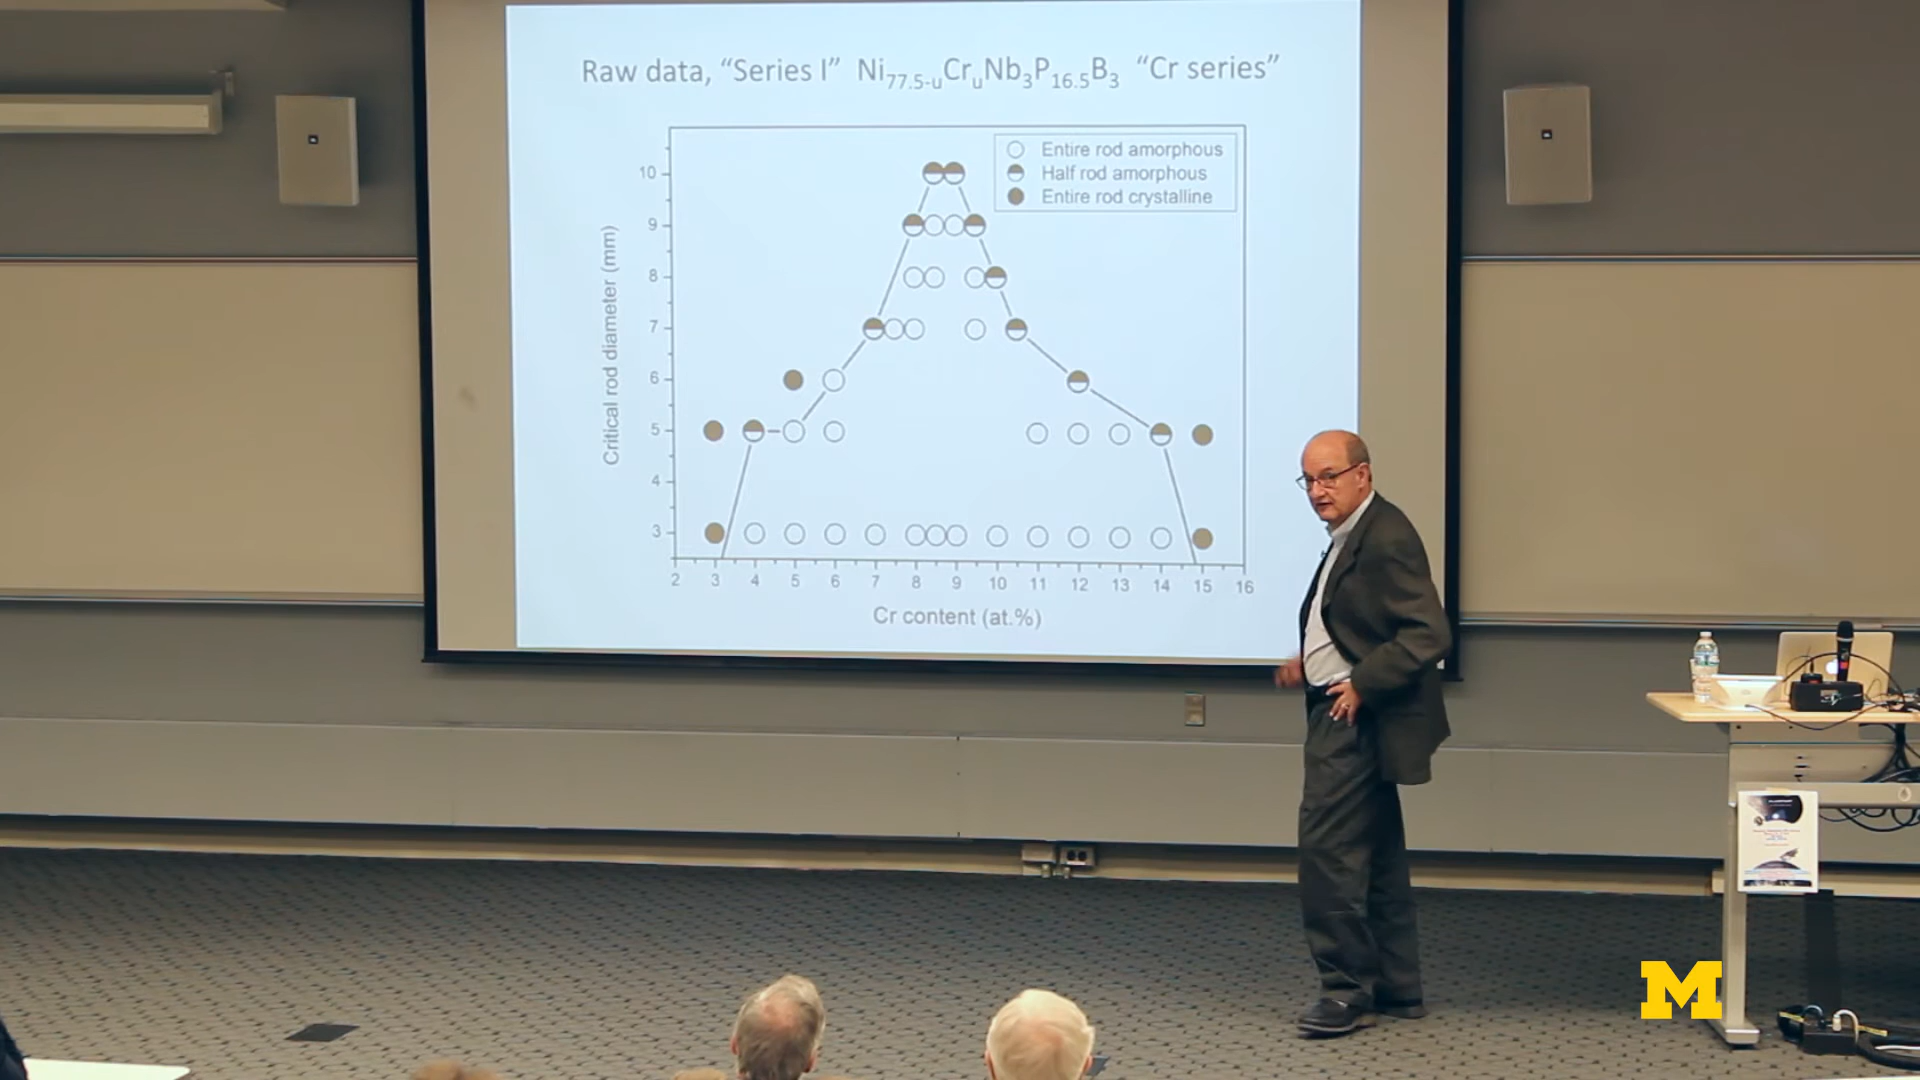 Raw data, "Series I" Ni77.5-uCruNb3P16.5B3 "Cr series"
Entire rod amorphous
Half rod amorphous
Entire rod crystalline
10
9
8
7
6
5
4
3
Critical rod diameter (mm)
2 3 4 5 6 7 8 9 10 11 12 13 14 15 16
Cr content (at.%)
M